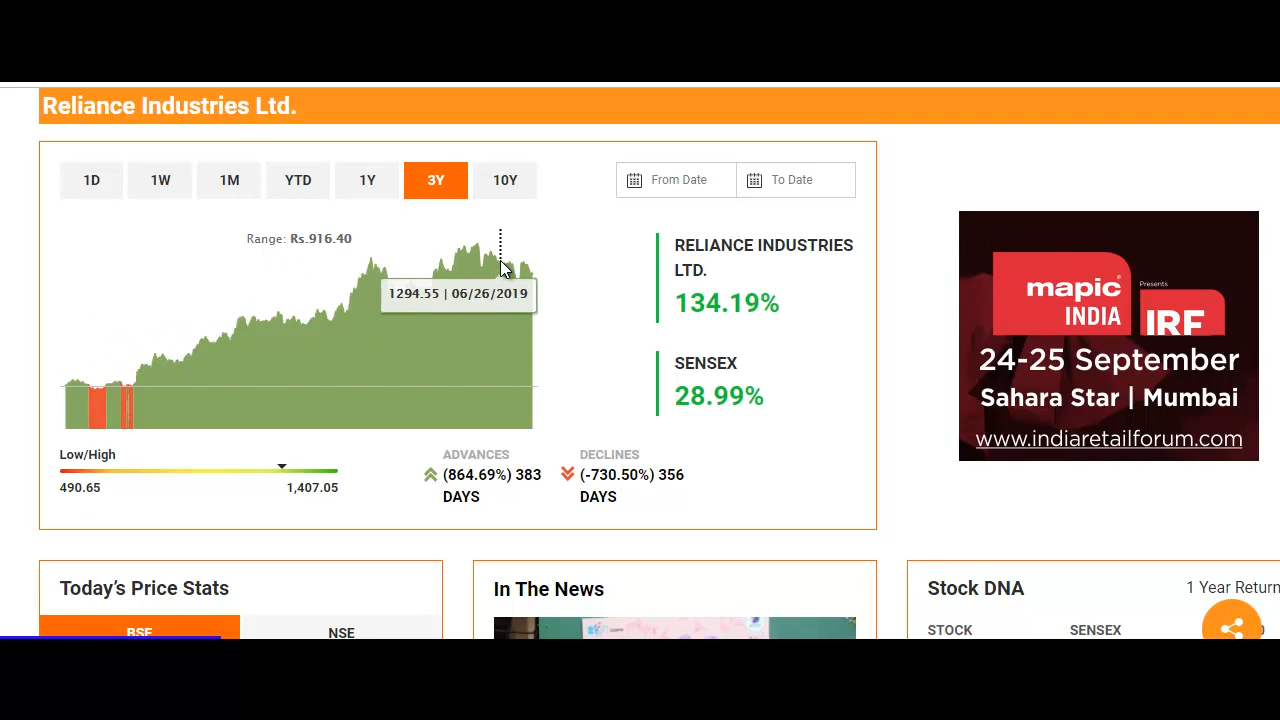 Reliance Industries Ltd.
1D 1W 1M YTD 1Y 3Y 10Y
From Date To Date
Range: Rs.916.40
1294.55 | 06/26/2019
RELIANCE INDUSTRIES
LTD.
134.19%
SENSEX
28.99%
Low/High
490.65 1,407.05
ADVANCES
(864.69%) 383
DAYS
DECLINES
(-730.50%) 356
DAYS
mapic
INDIA
Presents
IRF
24-25 September
Sahara Star | Mumbai
www.indiaretailforum.com
Today's Price Stats
BSE NSE
In The News
Stock DNA
1 Year Return
STOCK SENSEX